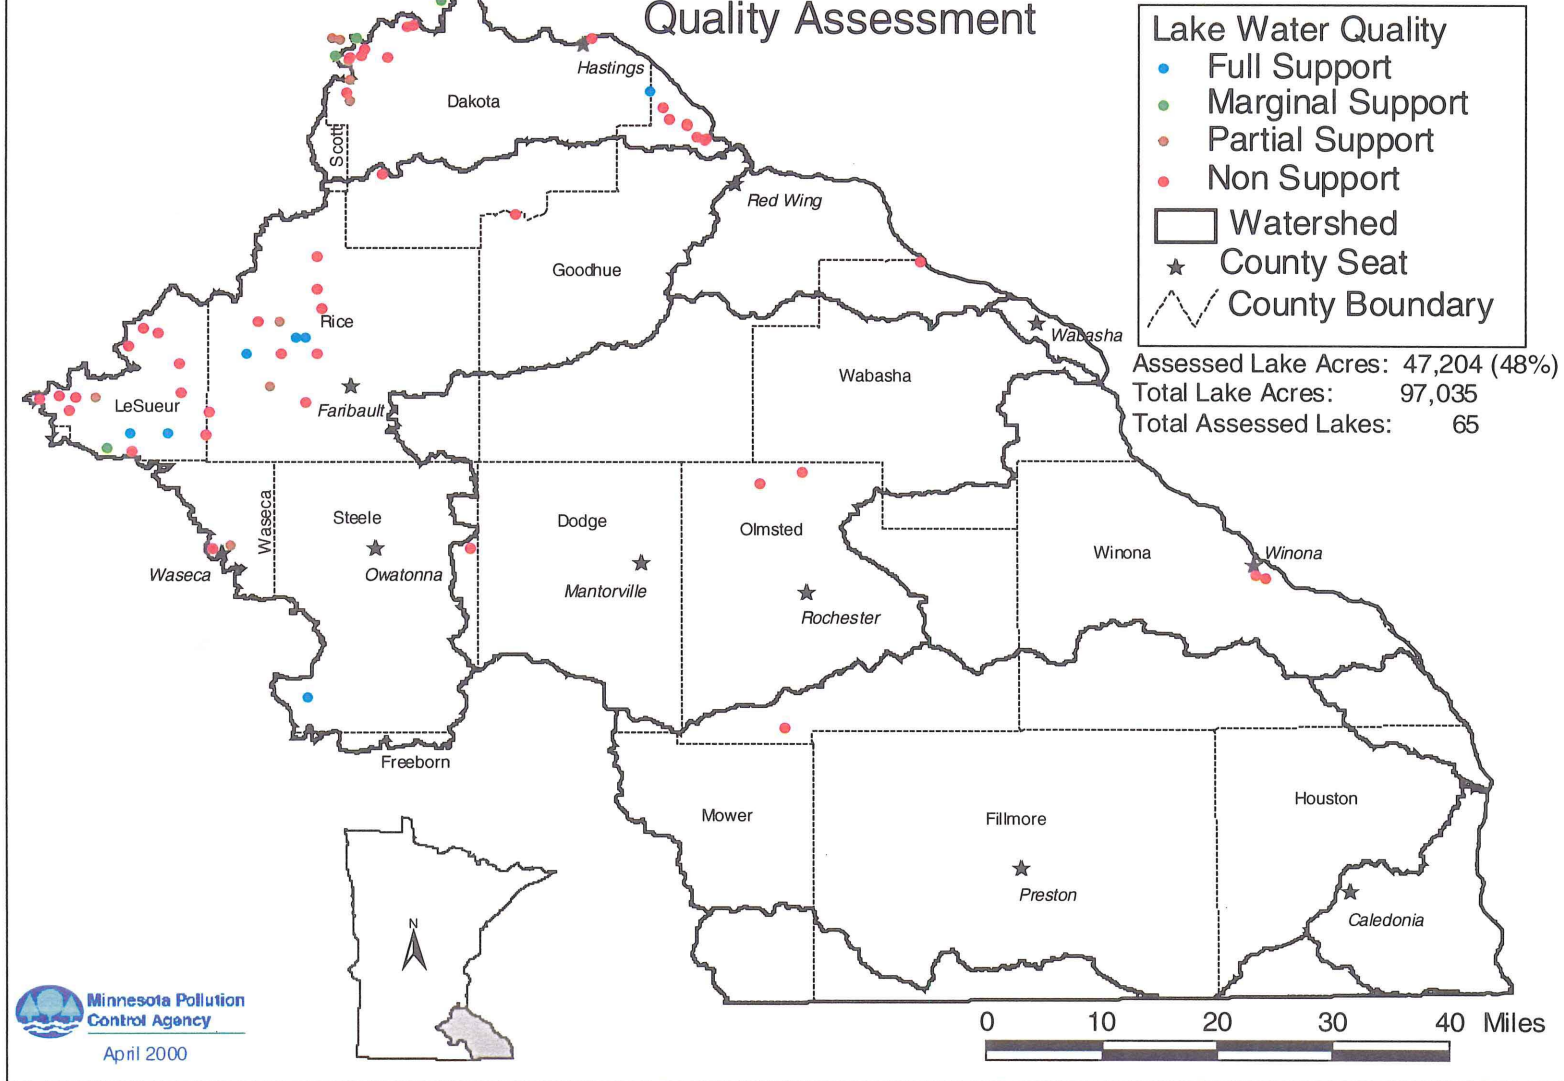 Quality Assessment
Lake Water Quality
Full Support
Marginal Support
Partial Support
Non Support
Watershed
County Seat
County Boundary
Assessed Lake Acres: 47,204 (48%)
Total Lake Acres: 97,035
Total Assessed Lakes: 65
Hastings
Dakota
Scott
Red Wing
Goodhue
Rice
Wabasha
Wabasha
LeSueur
Faribault
Waseca
Steele
Dodge
Olmsted
Winona
Winona
Waseca
Owatonna
Mantorville
Rochester
Freeborn
Mower
Fillmore
Houston
Preston
Caledonia
N
Minnesota Pollution
Control Agency
April 2000
0 10 20 30 40 Miles